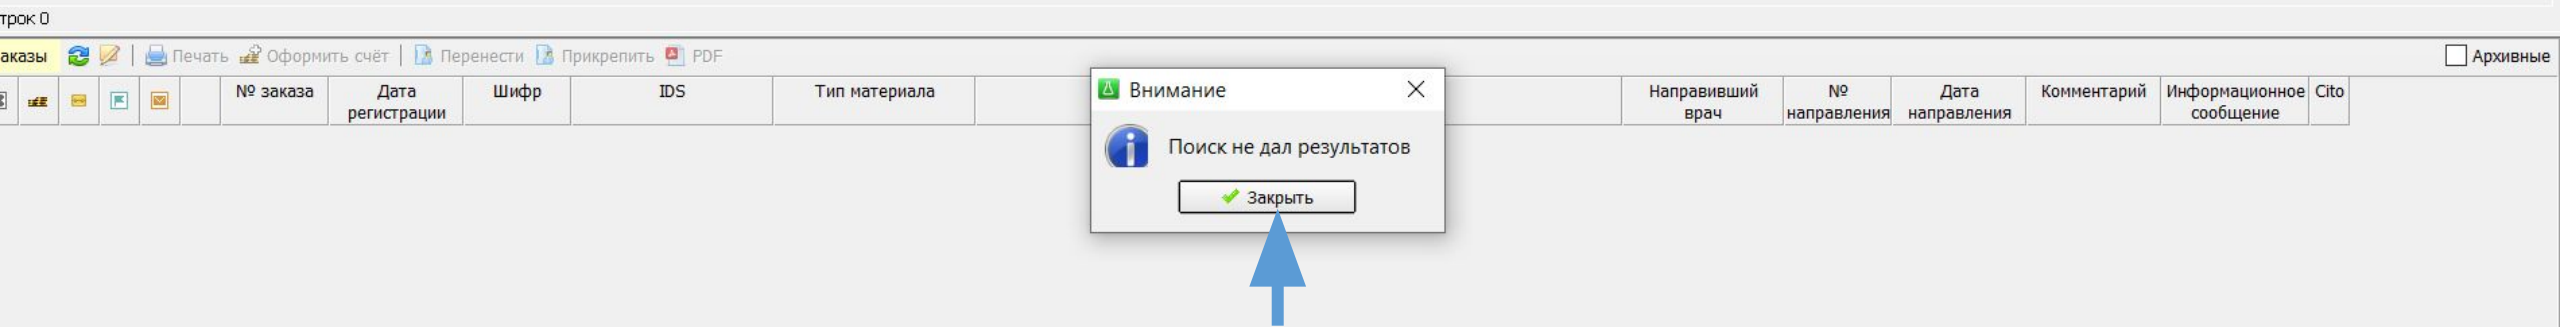 трок 0
аказы Печать Оформить счёт Перенести Прикрепить PDF Архивные
№ заказа Дата регистрации Шифр IDS Тип материала Направивший врач № направления Дата направления Комментарий Информационное сообщение Cito
Внимание
Поиск не дал результатов
Закрыть